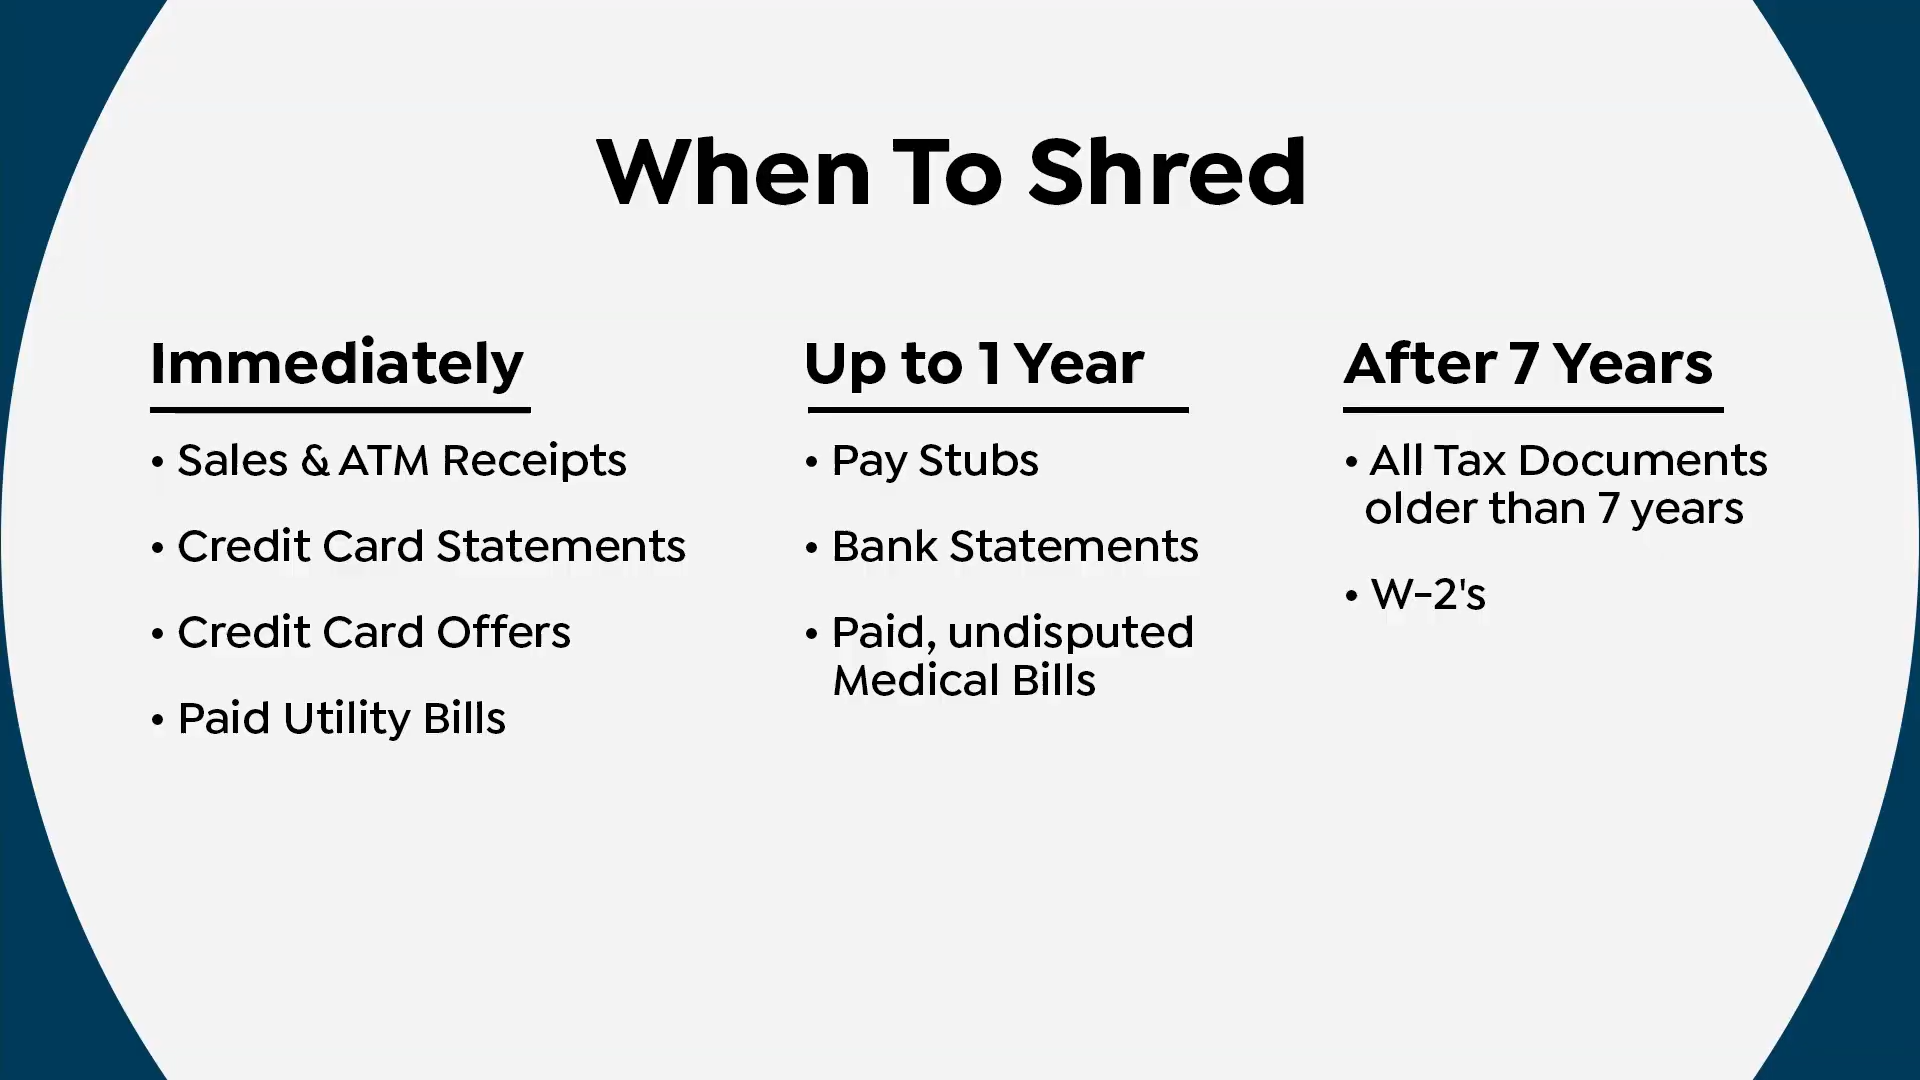 When To Shred
Immediately
• Sales & ATM Receipts
• Credit Card Statements
• Credit Card Offers
• Paid Utility Bills
Up to 1 Year
• Pay Stubs
• Bank Statements
• Paid, undisputed
Medical Bills
After 7 Years
• All Tax Documents
older than 7 years
• W-2's